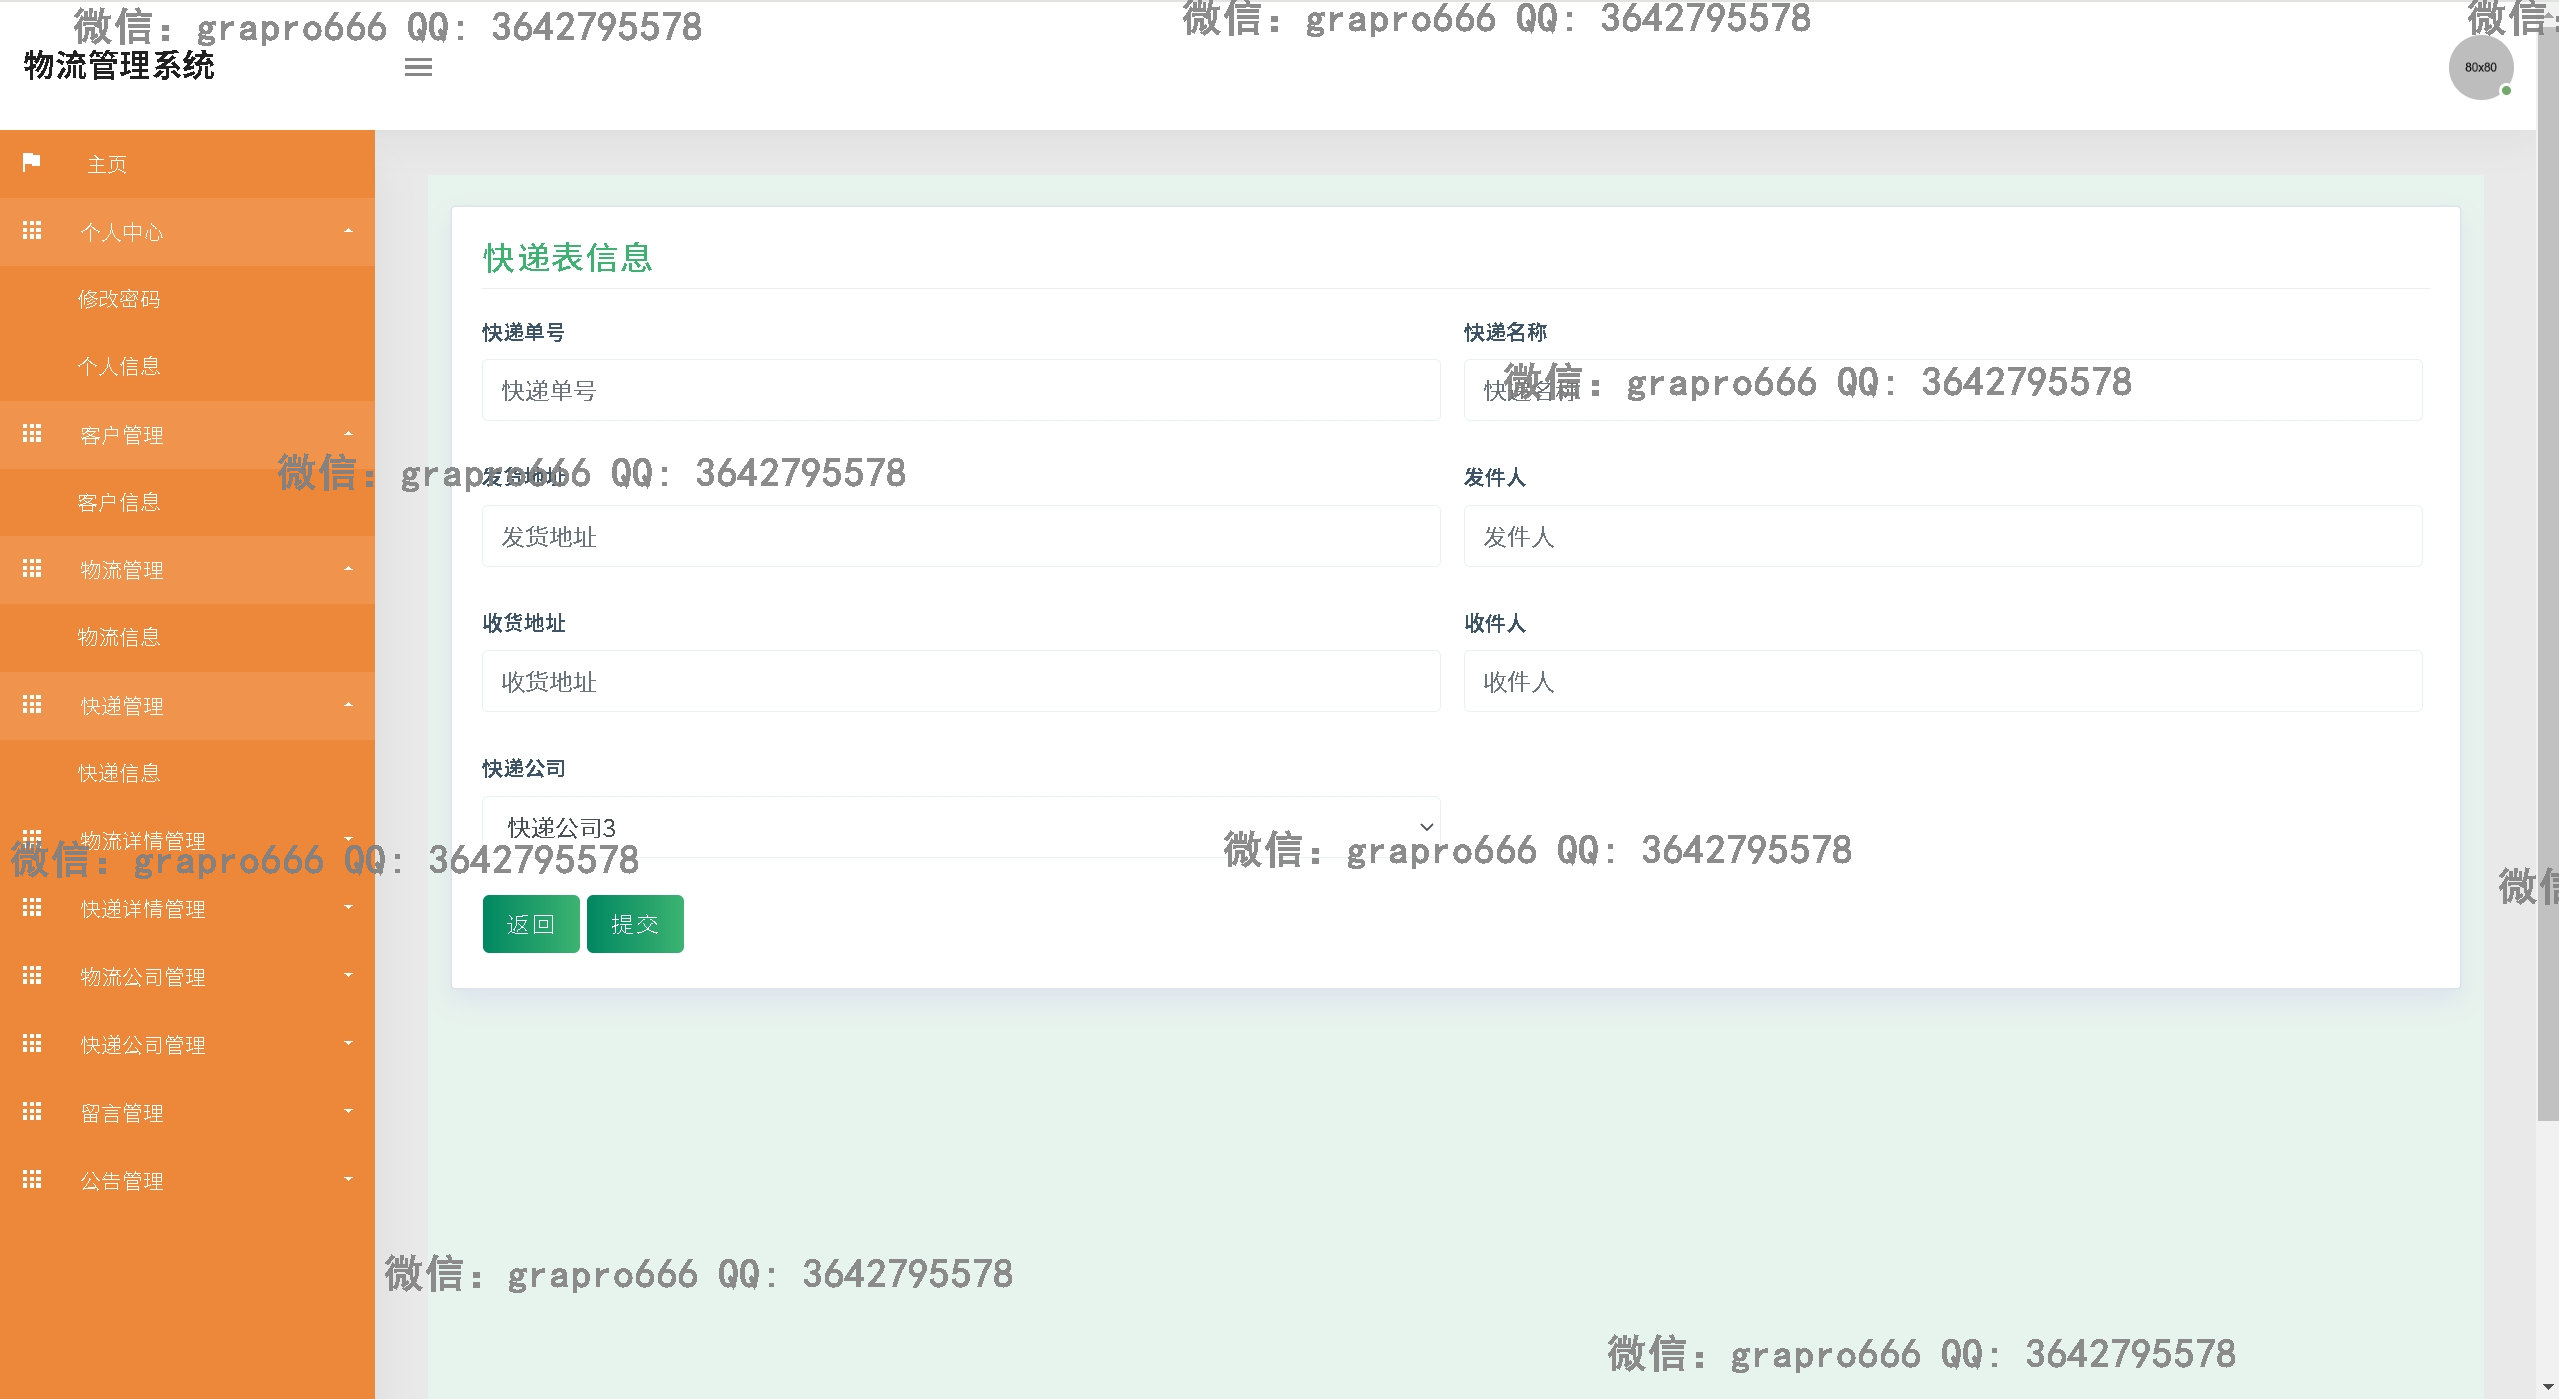 微信: grapro666 QQ: 3642795578
微信: grapro666 QQ: 3642795578
微信:
物流管理系统
80x80
主页
个人中心
修改密码
个人信息
客户管理
客户信息
物流管理
物流信息
快递管理
快递信息
物流详情管理
快递详情管理
物流公司管理
快递公司管理
留言管理
公告管理
快递表信息
快递单号
快递名称
快递单号
快递名称
微信: grapro666 QQ: 3642795578
微信: grapro666 QQ: 3642795578
发货地址
发件人
发货地址
发件人
收货地址
收件人
收货地址
收件人
快递公司
快递公司3
微信: grapro666 QQ: 3642795578
微信: grapro666 QQ: 3642795578
微信
返回
提交
微信: grapro666 QQ: 3642795578
微信: grapro666 QQ: 3642795578